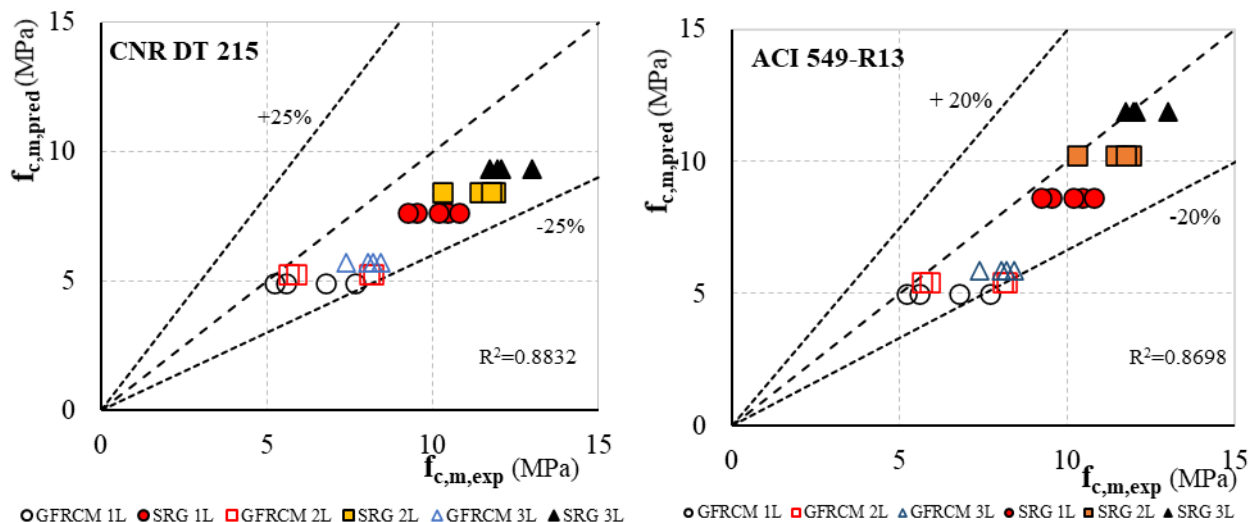 CNR DT 215
15
10
5
0
0 5 10 15
f_c,m,pred (MPa)
f_c,m,exp (MPa)
+25%
-25%
R²=0.8832
GFRCM 1L SRG 1L GFRCM 2L SRG 2L GFRCM 3L SRG 3L
ACI 549-R13
15
10
5
0
0 5 10 15
f_c,m,pred (MPa)
f_c,m,exp (MPa)
+ 20%
-20%
R²=0.8698
GFRCM 1L GFRCM 2L GFRCM 3L SRG 1L SRG 2L SRG 3L